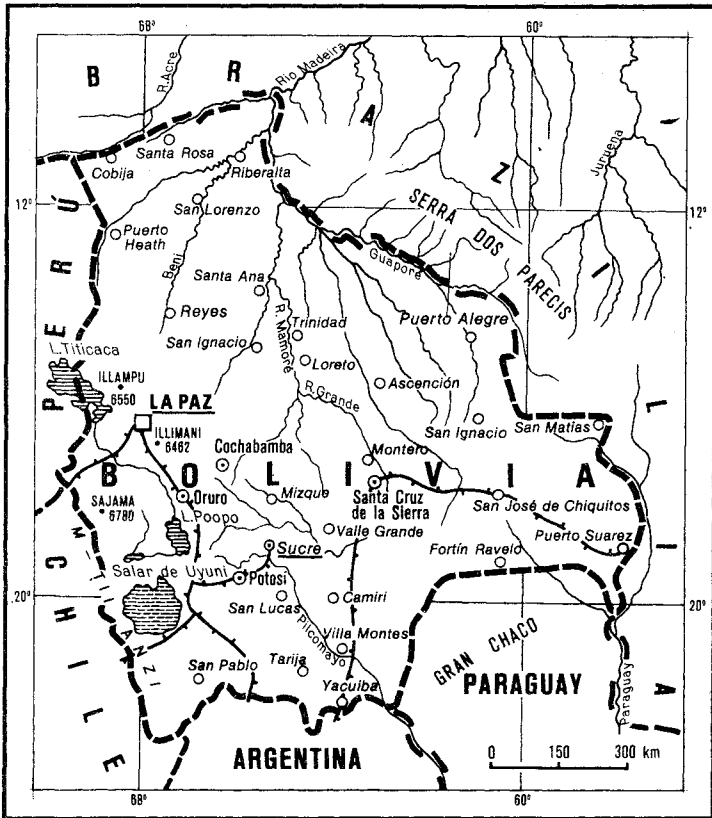 68°
60°
BRAZIL
R.Acre
Rio Madeira
Juruena
Santa Rosa
Cobija
Riberalta
12°
12°
San Lorenzo
SERRA DOS PARECIS
PERÚ
Puerto
Heath
Beni
Guaporé
Santa Ana
R. Mamoré
Reyes
Trinidad
Puerto Alegre
San Ignacio
L.Titicaca
Loreto
ILLAMPU
6550
Ascención
R.Grande
LA PAZ
San Ignacio
San Matías
ILLIMANI
6462
Cochabamba
Montero
BOLIVIA
SAJAMA
6780
Oruro
Mizque
Santa Cruz
de la Sierra
San José de Chiquitos
L.Poopo
Valle Grande
Puerto Suarez
Sucre
Fortín Ravelo
Salar de Uyuni
Potosí
20°
20°
San Lucas
Camiri
Pilcomayo
GRAN CHACO
Villa Montes
CHILE
San Pablo
Tarija
PARAGUAY
Paraguay
Yacuiba
ARGENTINA
0 150 300 km
68°
60°